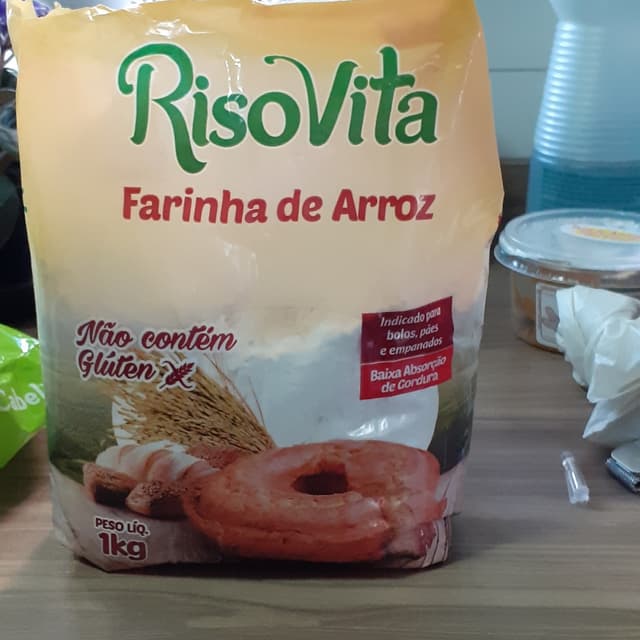 RisoVita
Farinha de Arroz
Não contém
Glúten
Indicado para
bolos, pães
e empanados
Baixa Absorção
de Gordura
PESO LÍQ.
1kg